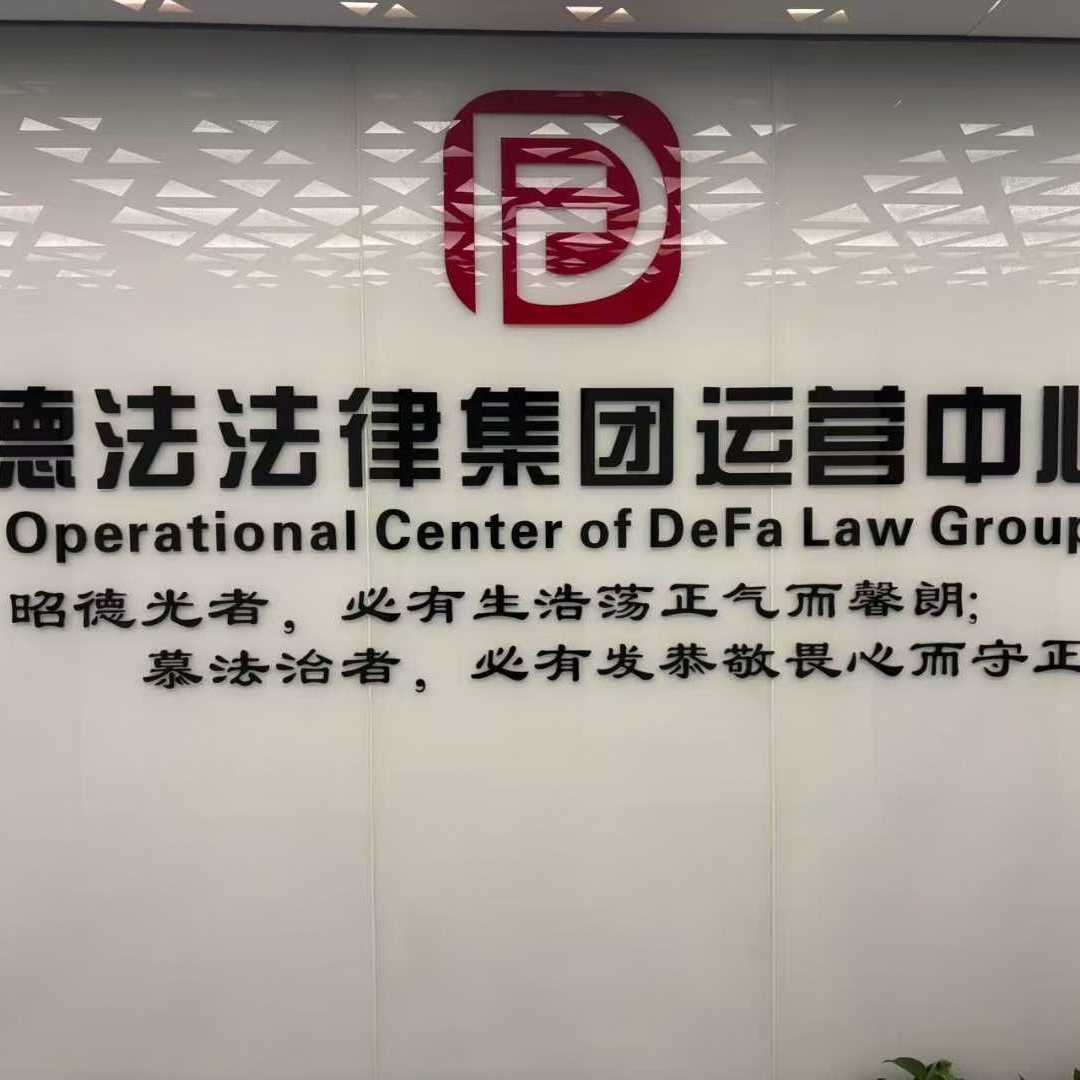 德法法律集团运营中心
Operational Center of DeFa Law Group
昭德光者，必有生浩荡正气而馨朗;
慕法治者，必有发恭敬畏心而守正